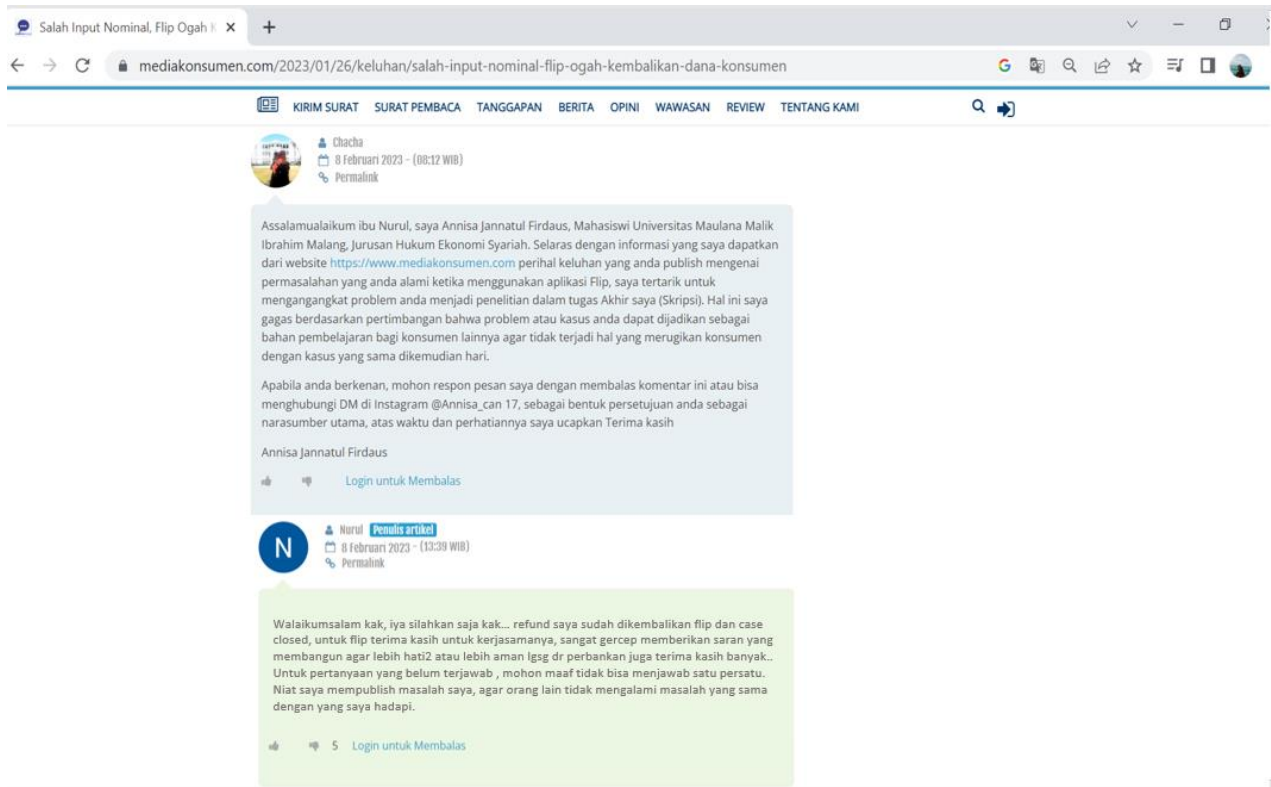 Salah Input Nominal, Flip Ogah K
mediakonsumen.com/2023/01/26/keluhan/salah-input-nominal-flip-ogah-kembalikan-dana-konsumen
KIRIM SURAT SURAT PEMBACA TANGGAPAN BERITA OPINI WAWASAN REVIEW TENTANG KAMI
Chacha
8 Februari 2023 - (08:12 WIB)
Permalink
Assalamualaikum ibu Nurul, saya Annisa Jannatul Firdaus, Mahasiswi Universitas Maulana Malik
Ibrahim Malang, Jurusan Hukum Ekonomi Syariah. Selaras dengan informasi yang saya dapatkan
dari website https://www.mediakonsumen.com perihal keluhan yang anda publish mengenai
permasalahan yang anda alami ketika menggunakan aplikasi Flip, saya tertarik untuk
mengangangkat problem anda menjadi penelitian dalam tugas Akhir saya (Skripsi). Hal ini saya
gagas berdasarkan pertimbangan bahwa problem atau kasus anda dapat dijadikan sebagai
bahan pembelajaran bagi konsumen lainnya agar tidak terjadi hal yang merugikan konsumen
dengan kasus yang sama dikemudian hari.
Apabila anda berkenan, mohon respon pesan saya dengan membalas komentar ini atau bisa
menghubungi DM di Instagram @Annisa_can 17, sebagai bentuk persetujuan anda sebagai
narasumber utama, atas waktu dan perhatiannya saya ucapkan Terima kasih
Annisa Jannatul Firdaus
Login untuk Membalas
N
Nurul Penulis artikel
8 Februari 2023 - (13:39 WIB)
Permalink
Walaikumsalam kak, iya silahkan saja kak... refund saya sudah dikembalikan flip dan case
closed, untuk flip terima kasih untuk kerjasamanya, sangat gercep memberikan saran yang
membangun agar lebih hati2 atau lebih aman lgsg dr perbankan juga terima kasih banyak..
Untuk pertanyaan yang belum terjawab , mohon maaf tidak bisa menjawab satu persatu.
Niat saya mempublish masalah saya, agar orang lain tidak mengalami masalah yang sama
dengan yang saya hadapi.
5 Login untuk Membalas